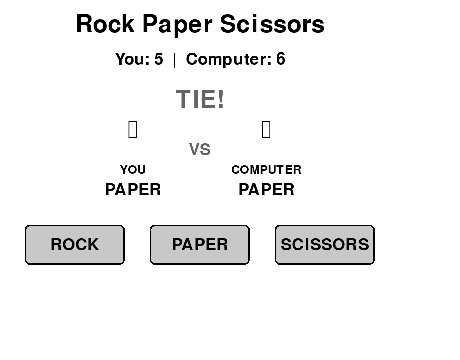 Rock Paper Scissors
You: 5 | Computer: 6
TIE!
VS
YOU COMPUTER
PAPER PAPER
ROCK PAPER SCISSORS